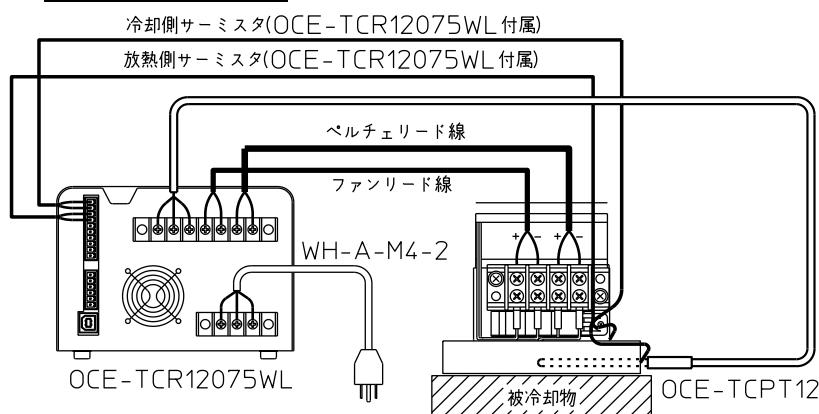 冷却側サーミスタ(OCE-TCR12075WL付属)
放熱側サーミスタ(OCE-TCR12075WL付属)
ペルチェリード線
ファンリード線
WH-A-M4-2
+ - + -
OCE-TCR12075WL
被冷却物
OCE-TCPT12